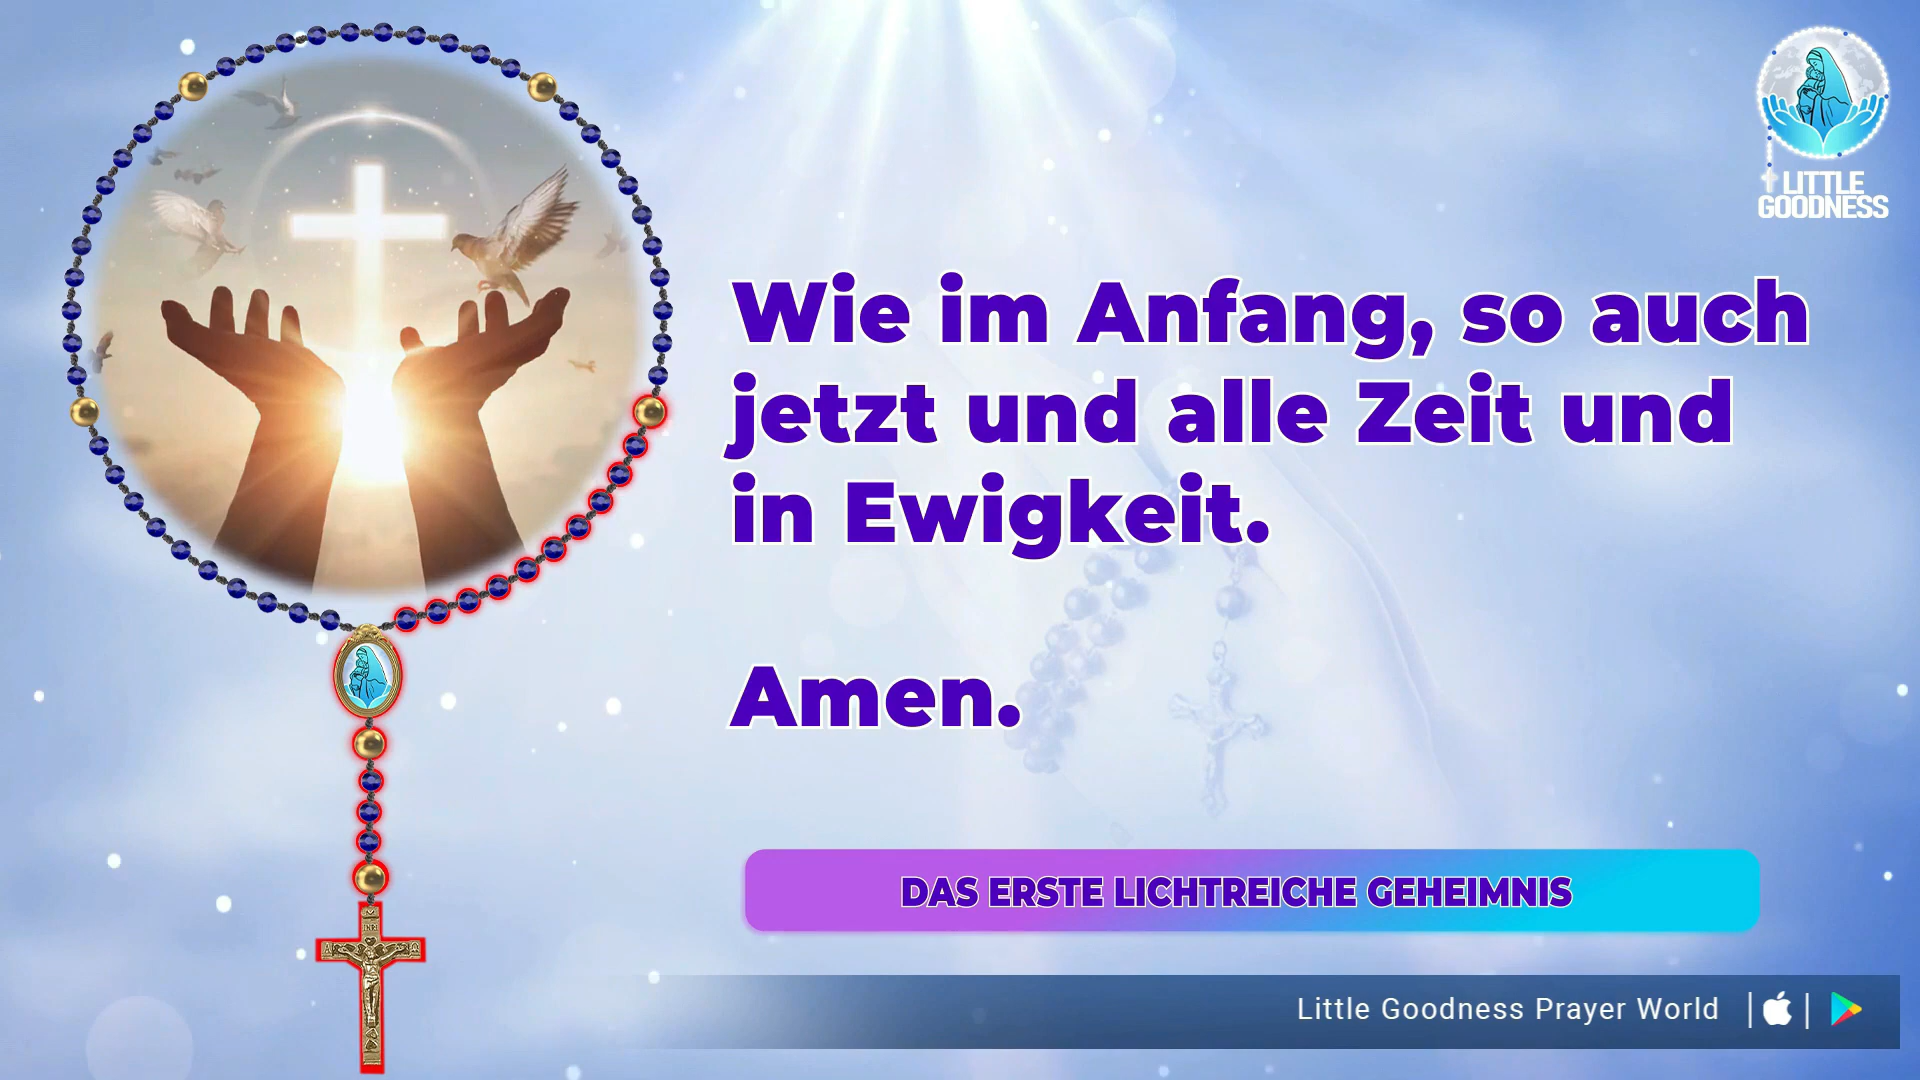 LITTLE
GOODNESS
Wie im Anfang, so auch
jetzt und alle Zeit und
in Ewigkeit.
Amen.
DAS ERSTE LICHTREICHE GEHEIMNIS
INRI
Little Goodness Prayer World